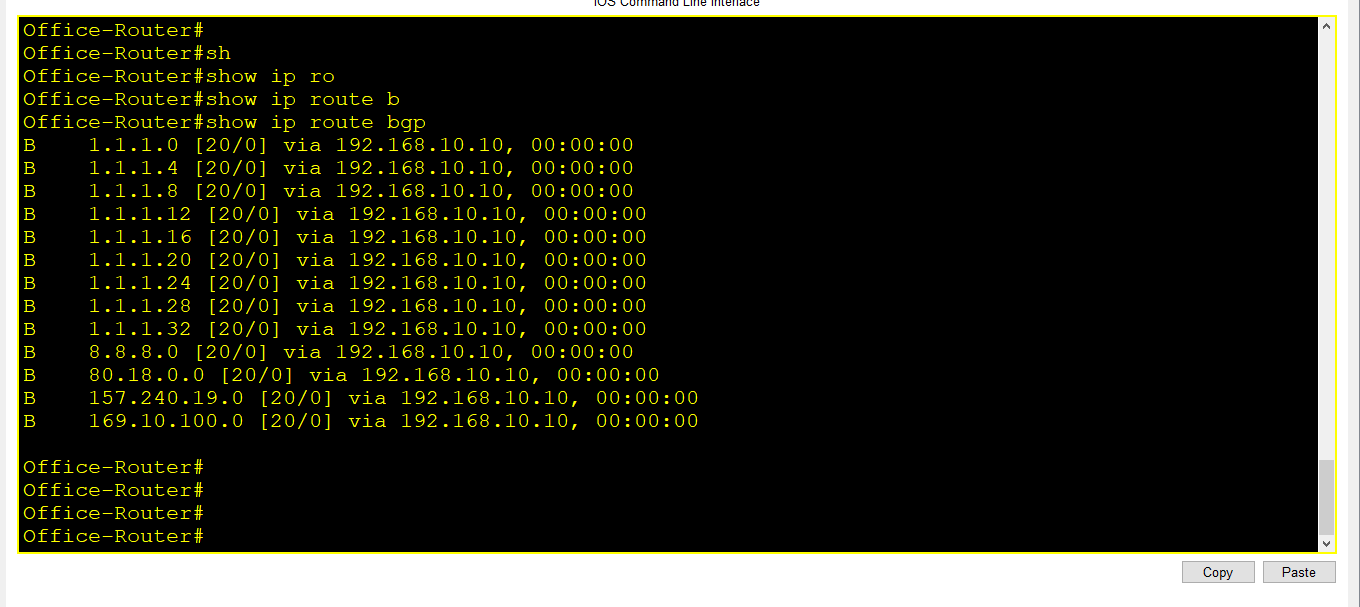 IOS Command Line Interface
Office-Router#
Office-Router#sh
Office-Router#show ip ro
Office-Router#show ip route b
Office-Router#show ip route bgp
B    1.1.1.0 [20/0] via 192.168.10.10, 00:00:00
B    1.1.1.4 [20/0] via 192.168.10.10, 00:00:00
B    1.1.1.8 [20/0] via 192.168.10.10, 00:00:00
B    1.1.1.12 [20/0] via 192.168.10.10, 00:00:00
B    1.1.1.16 [20/0] via 192.168.10.10, 00:00:00
B    1.1.1.20 [20/0] via 192.168.10.10, 00:00:00
B    1.1.1.24 [20/0] via 192.168.10.10, 00:00:00
B    1.1.1.28 [20/0] via 192.168.10.10, 00:00:00
B    1.1.1.32 [20/0] via 192.168.10.10, 00:00:00
B    8.8.8.0 [20/0] via 192.168.10.10, 00:00:00
B    80.18.0.0 [20/0] via 192.168.10.10, 00:00:00
B    157.240.19.0 [20/0] via 192.168.10.10, 00:00:00
B    169.10.100.0 [20/0] via 192.168.10.10, 00:00:00
Office-Router#
Office-Router#
Office-Router#
Office-Router#
Copy Paste